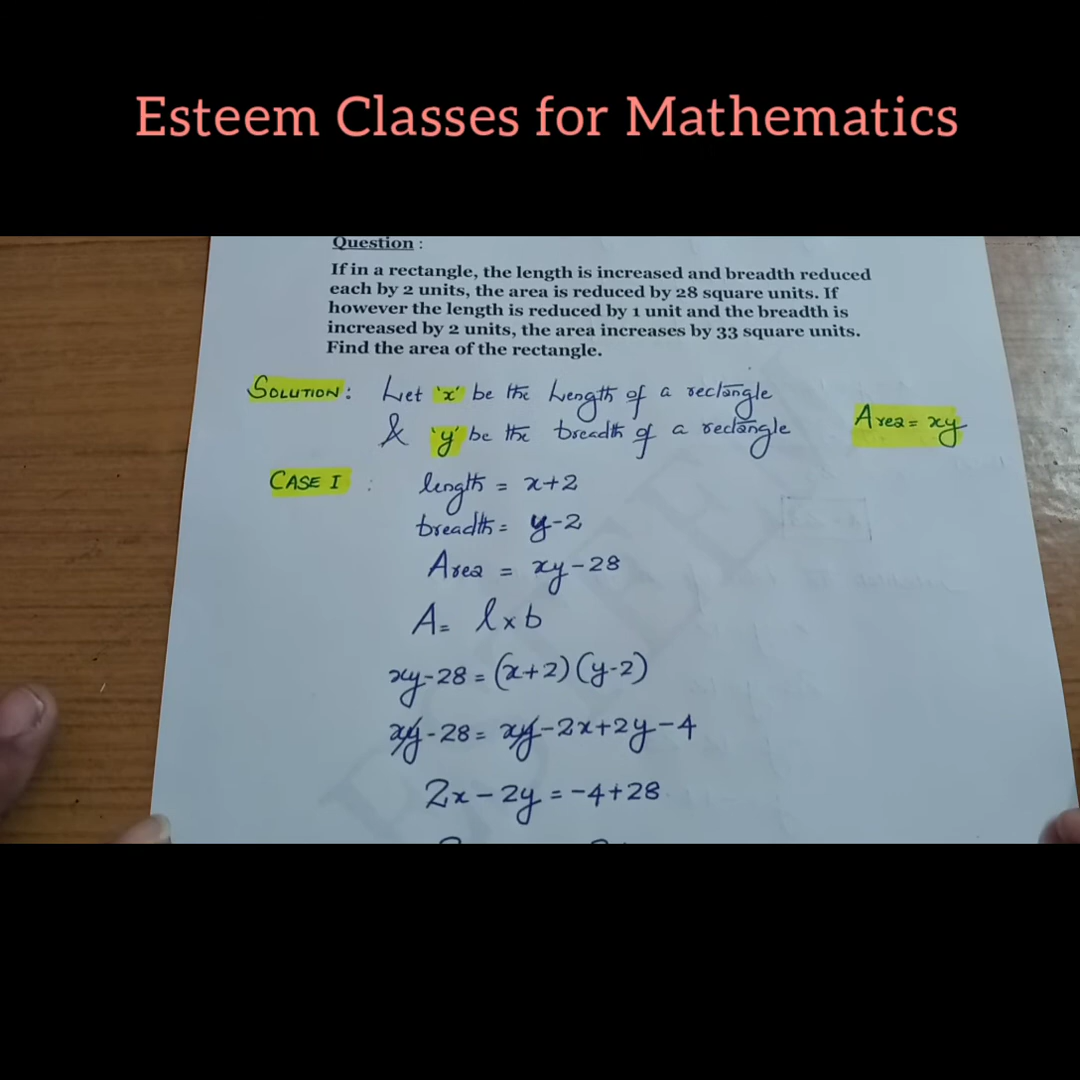 Esteem Classes for Mathematics
Question :
If in a rectangle, the length is increased and breadth reduced
each by 2 units, the area is reduced by 28 square units. If
however the length is reduced by 1 unit and the breadth is
increased by 2 units, the area increases by 33 square units.
Find the area of the rectangle.
SOLUTION : Let 'x' be the length of a rectangle
& 'y' be the breadth of a rectangle
Area = xy
CASE I : length = x+2
breadth = y-2
Area = xy-28
A = l×b
xy-28 = (x+2)(y-2)
xy-28 = xy-2x+2y-4
2x-2y = -4+28